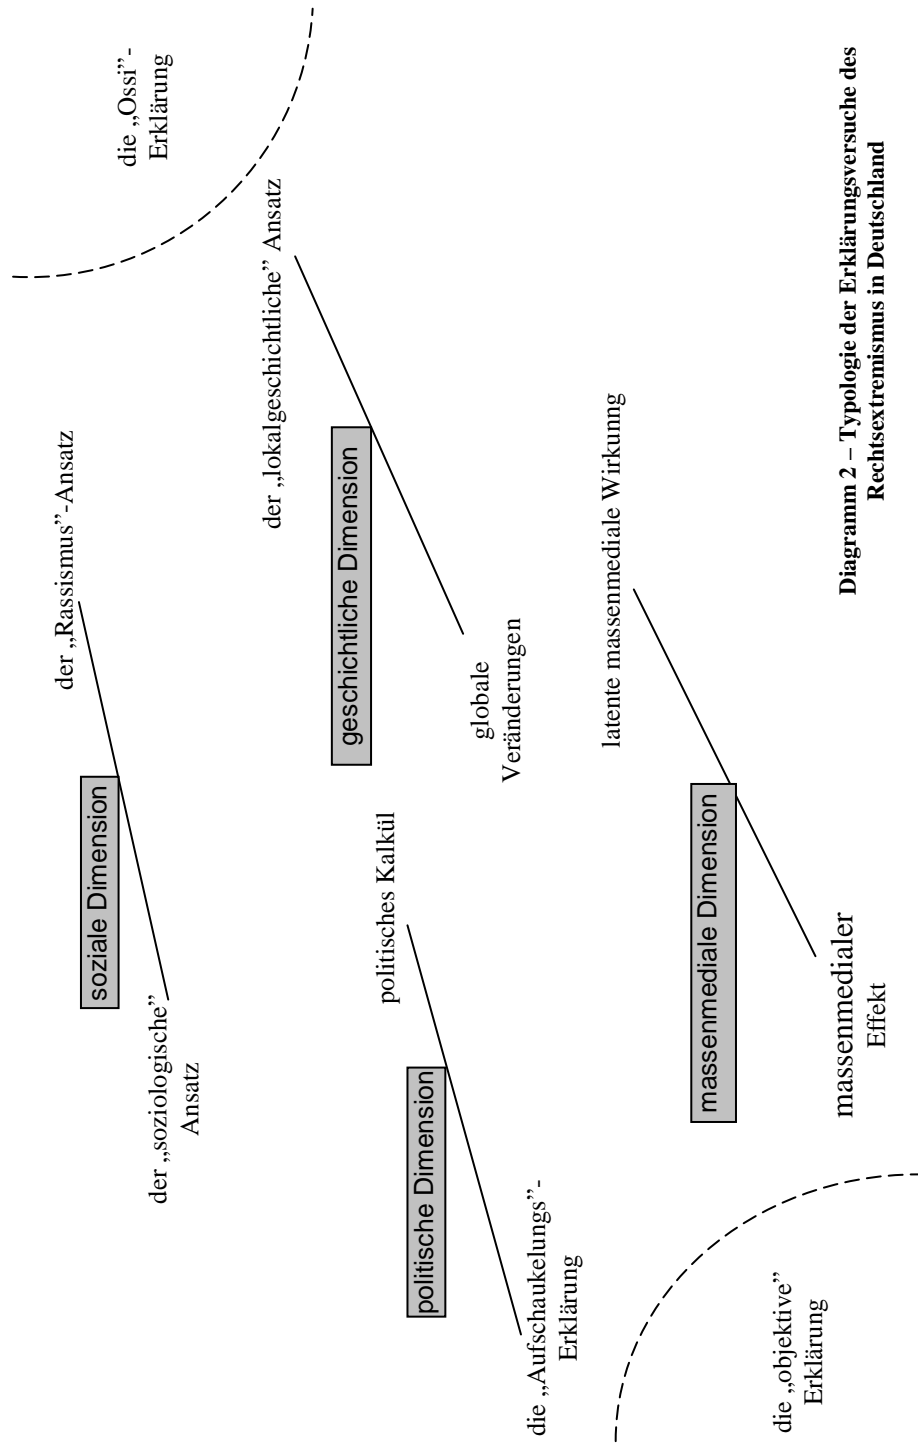 der „Rassismus”-Ansatz
die „Ossi”-
Erklärung
soziale Dimension
der „soziologische”
Ansatz
der „lokalgeschichtliche” Ansatz
geschichtliche Dimension
politisches Kalkül
globale
Veränderungen
politische Dimension
die „Aufschaukelungs”-
Erklärung
latente massenmediale Wirkunng
massenmediale Dimension
massenmedialer
Effekt
die „objektive”
Erklärung
Diagramm 2 – Typologie der Erklärungsversuche des
Rechtsextremismus in Deutschland